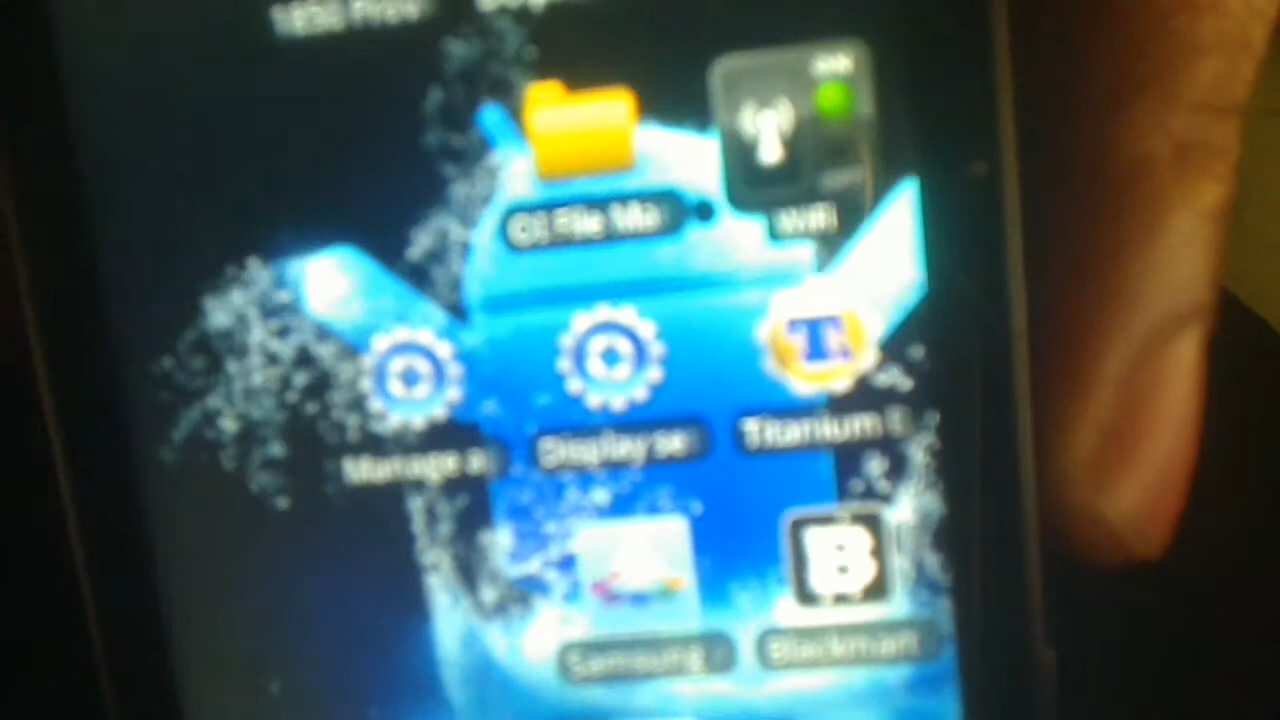 OI File Ma
WiFi
Manage a
Display se
Titanium
T
B
Samsung
Blackmart